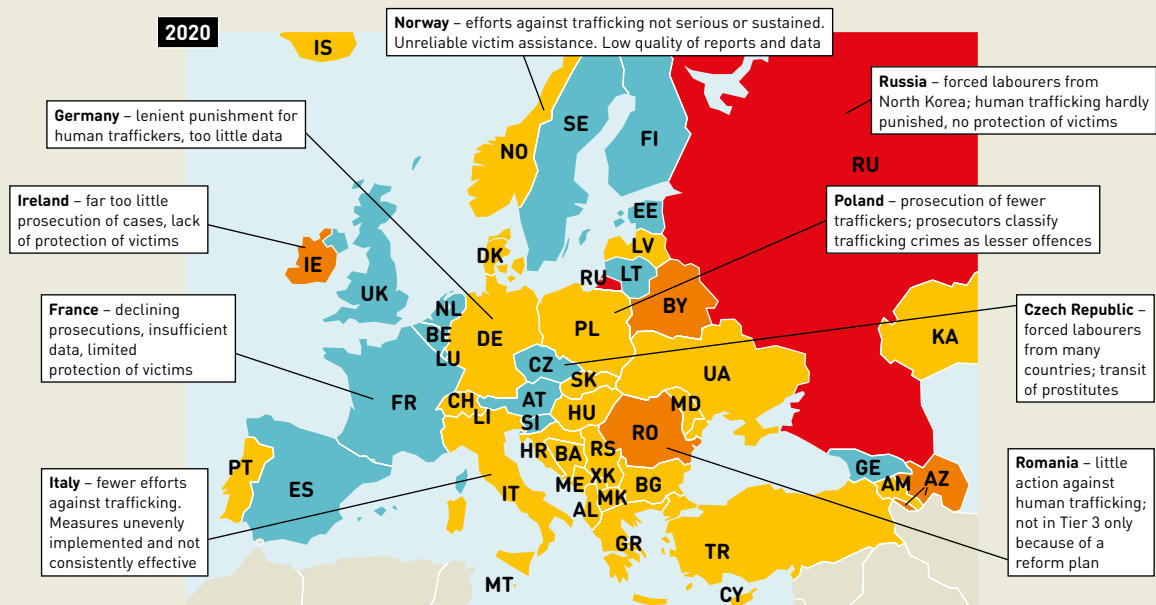 2020
Norway – efforts against trafficking not serious or sustained.
Unreliable victim assistance. Low quality of reports and data
Germany – lenient punishment for
human traffickers, too little data
Russia – forced labourers from
North Korea; human trafficking hardly
punished, no protection of victims
Ireland – far too little
prosecution of cases, lack
of protection of victims
Poland – prosecution of fewer
traffickers; prosecutors classify
trafficking crimes as lesser offences
France – declining
prosecutions, insufficient
data, limited
protection of victims
Czech Republic –
forced labourers
from many
countries; transit
of prostitutes
Italy – fewer efforts
against trafficking.
Measures unevenly
implemented and not
consistently effective
Romania – little
action against
human trafficking;
not in Tier 3 only
because of a
reform plan
IS
SE
NO
FI
RU
EE
LV
DK
LT
RU
IE
UK
NL
BY
BE
DE
PL
KA
LU
CZ
SK
UA
FR
CH
AT
MD
LI
HU
SI
RO
HR
BA
RS
GE
PT
ES
IT
ME
XK
BG
AM
AZ
MK
AL
GR
TR
MT
CY